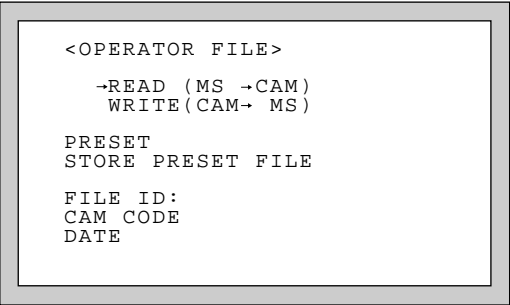 <OPERATOR FILE>
→READ (MS →CAM)
WRITE(CAM→ MS)
PRESET
STORE PRESET FILE
FILE ID:
CAM CODE
DATE